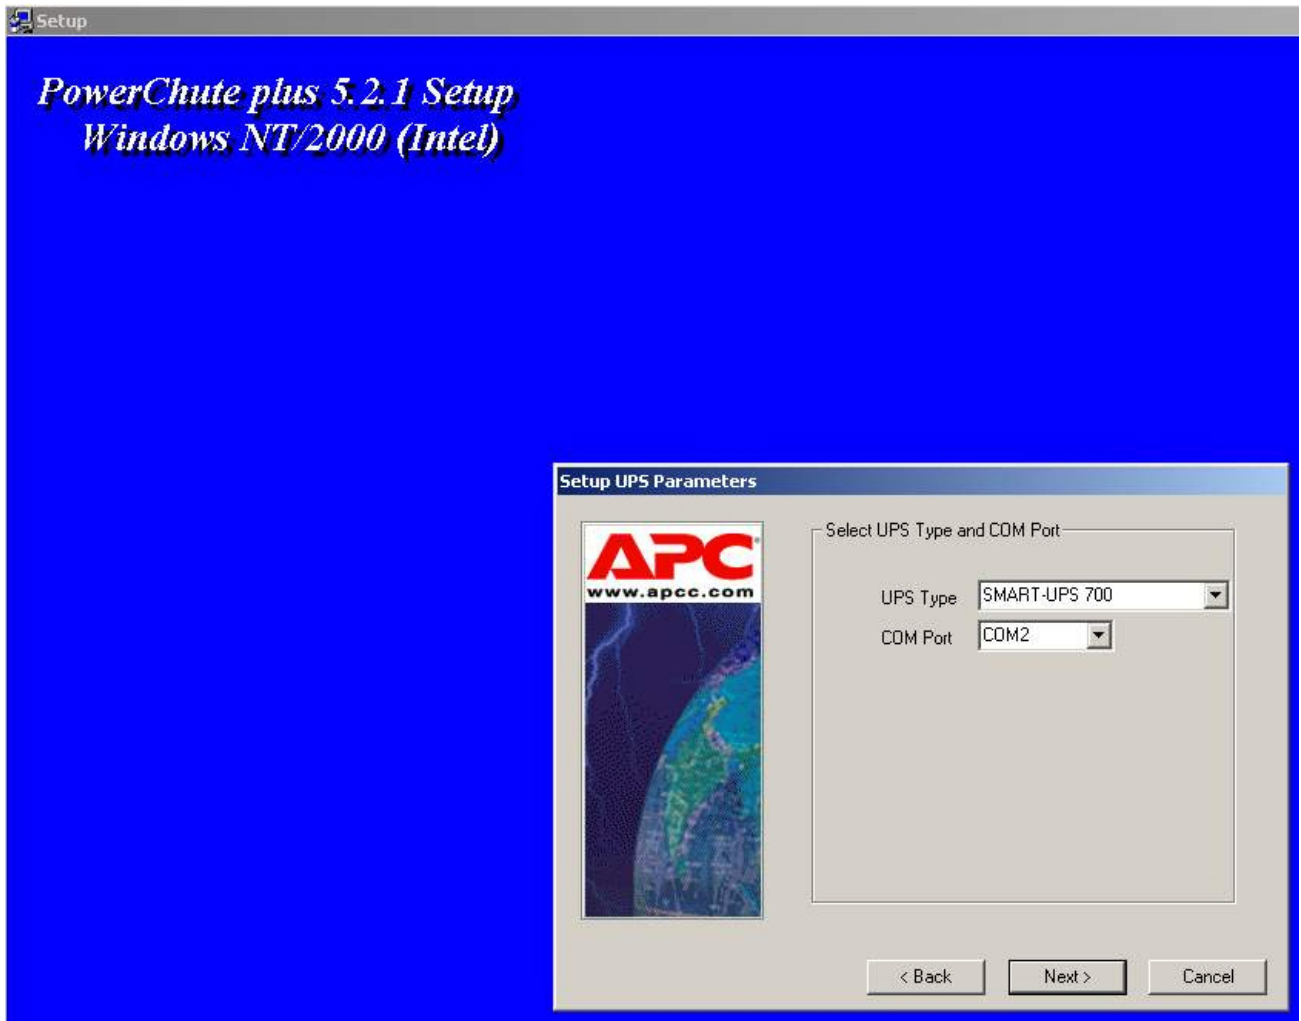 Setup
PowerChute plus 5.2.1 Setup
Windows NT/2000 (Intel)
Setup UPS Parameters
APC
www.apcc.com
Select UPS Type and COM Port
UPS Type SMART-UPS 700
COM Port COM2
< Back Next > Cancel